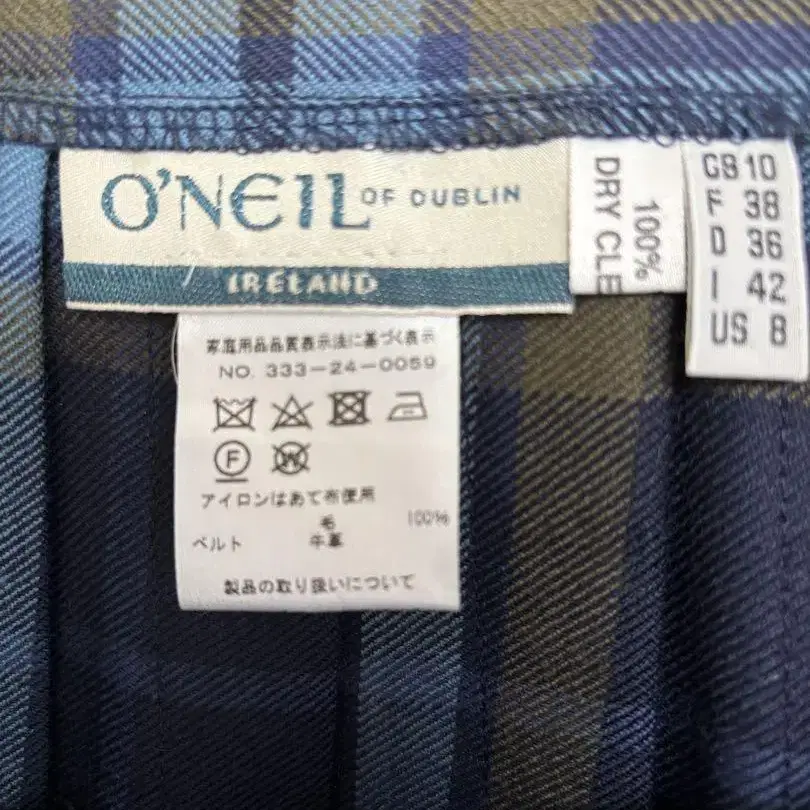 O'NEIL OF DUBLIN
IRELAND
100%
DRY CLE
GB 10
F 38
D 36
I 42
US 8
家庭用品品質表示法に基づく表示
NO. 333-24-0059
F
W
アイロンはあて布使用
毛 100%
ベルト 牛革
製品の取り扱いについて